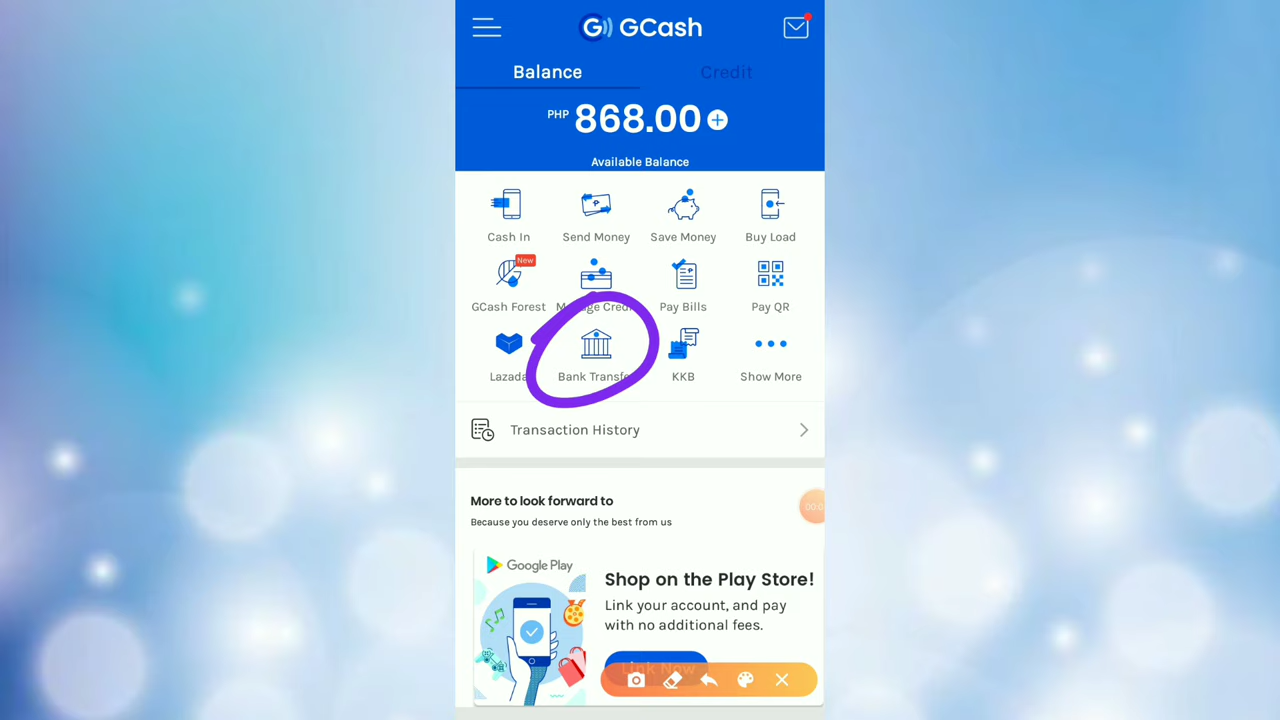 GCash
Balance Credit
PHP 868.00
Available Balance
Cash In Send Money Save Money Buy Load
New
GCash Forest Manage Credit Pay Bills Pay QR
Lazada Bank Transfer KKB Show More
Transaction History
More to look forward to
Because you deserve only the best from us
Google Play
Shop on the Play Store!
Link your account, and pay
with no additional fees.
Link Now